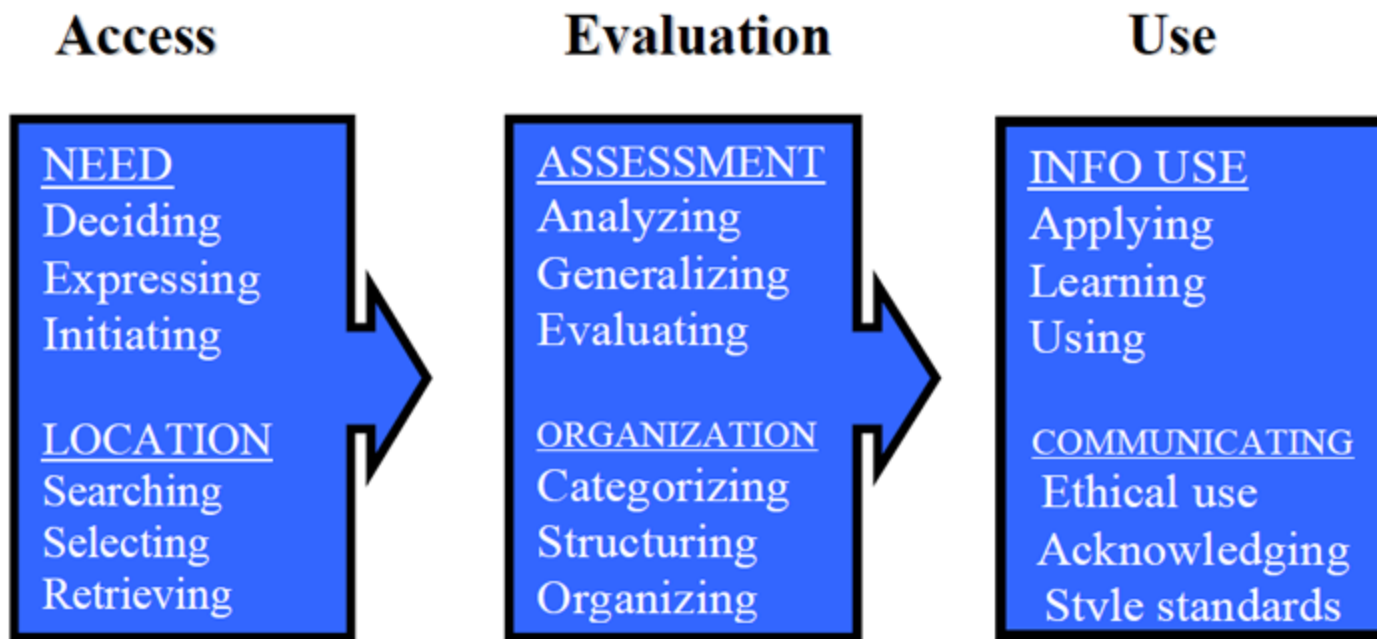 Access
NEED
Deciding
Expressing
Initiating
LOCATION
Searching
Selecting
Retrieving
Evaluation
ASSESSMENT
Analyzing
Generalizing
Evaluating
ORGANIZATION
Categorizing
Structuring
Organizing
Use
INFO USE
Applying
Learning
Using
COMMUNICATING
Ethical use
Acknowledging
Style standards